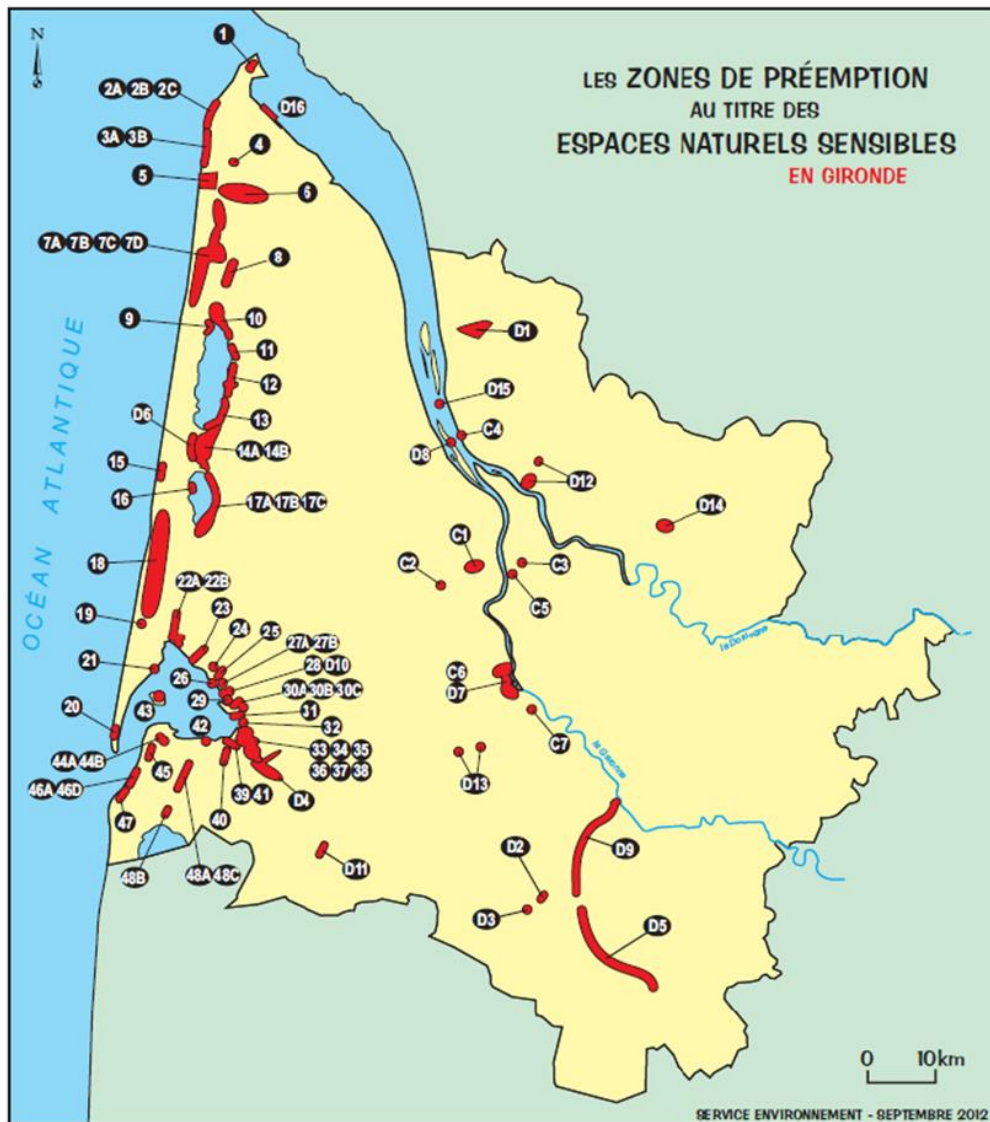 N
LES ZONES DE PRÉEMPTION
AU TITRE DES
ESPACES NATURELS SENSIBLES
EN GIRONDE
OCÉAN ATLANTIQUE
1
2A 2B 2C
D16
3A 3B
4
5
6
7A 7B 7C 7D
8
9
10
11
12
D1
D15
D6
13
C4
D8
14A 14B
15
D12
16
17A 17B 17C
D14
18
C1
C2
C3
C5
22A 22B
23
19
24
25
27A 27B
21
26
28 D10
C6
29
30A 30B 30C
D7
43
31
20
42
32
C7
44A 44B
45
33 34 35
D13
36 37 38
46A 46D
39 41
D4
47
40
48B
48A 48C
D11
D2
D9
D3
D5
la Dordogne
la Garonne
0 10km
SERVICE ENVIRONNEMENT - SEPTEMBRE 2012